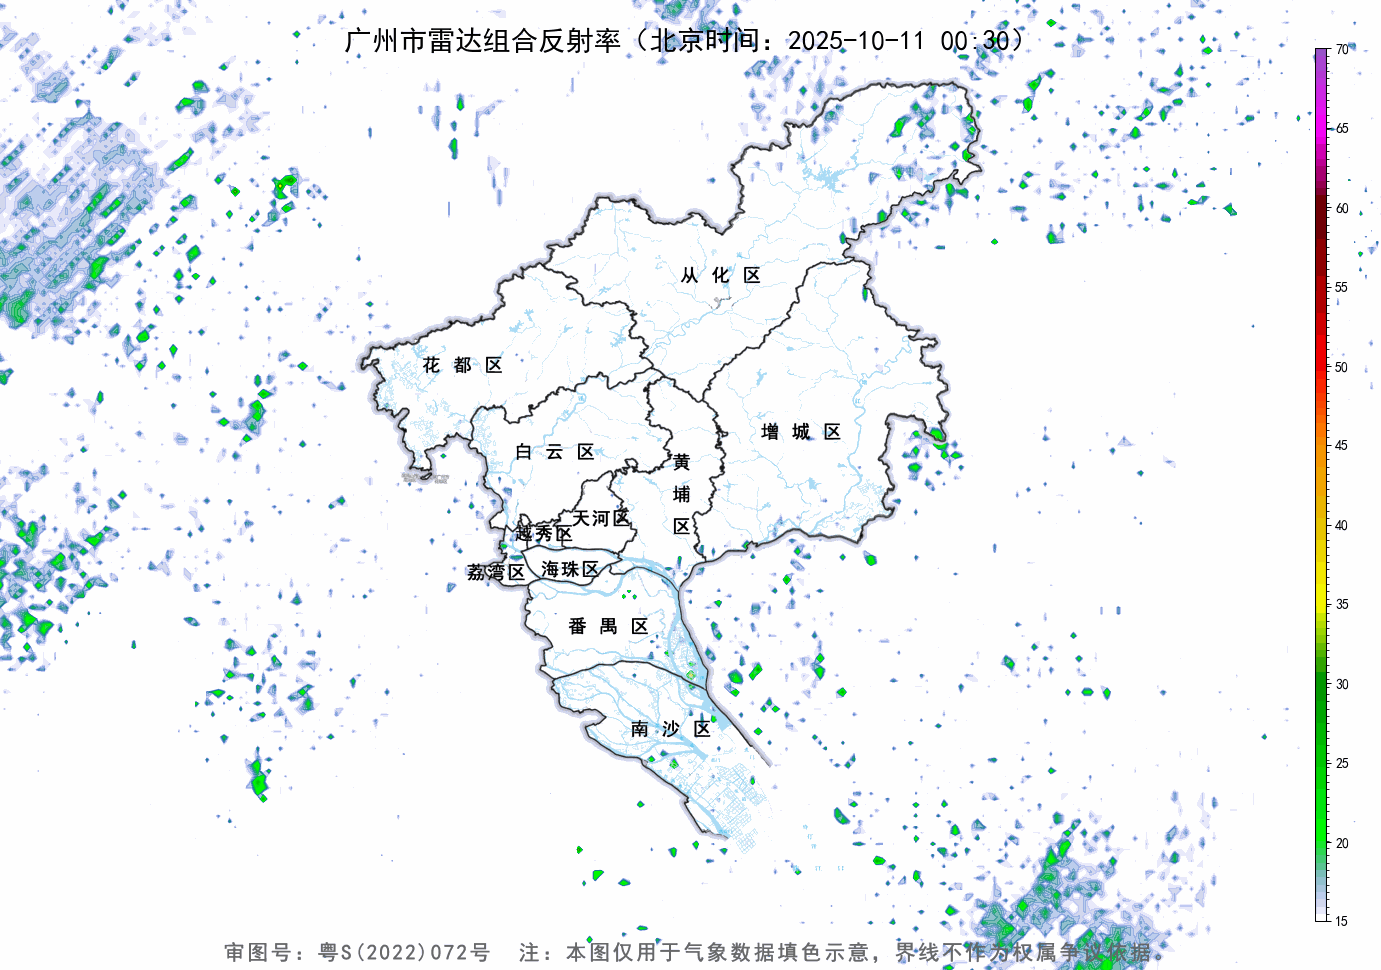 广州市雷达组合反射率（北京时间：2025-10-11 00:30）
70
65
60
55
50
45
40
35
30
25
20
15
从化区
花都区
增城区
白云区
黄埔区
天河区
越秀区
海珠区
荔湾区
番禺区
南沙区
审图号：粤S(2022)072号 注：本图仅用于气象数据填色示意，界线不作为权属争议依据。